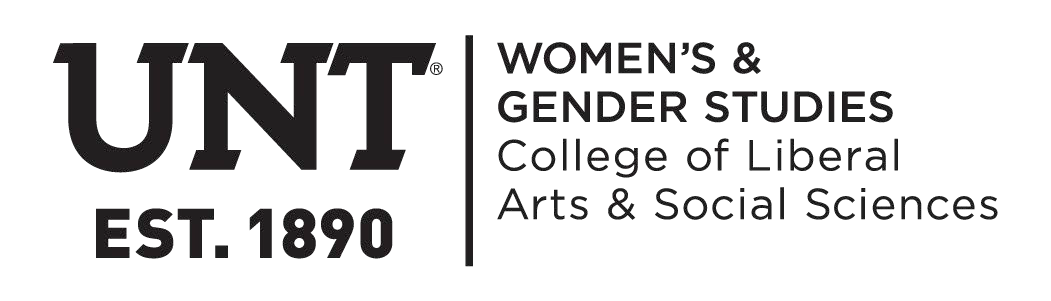 UNT®
EST. 1890
WOMEN'S &
GENDER STUDIES
College of Liberal
Arts & Social Sciences